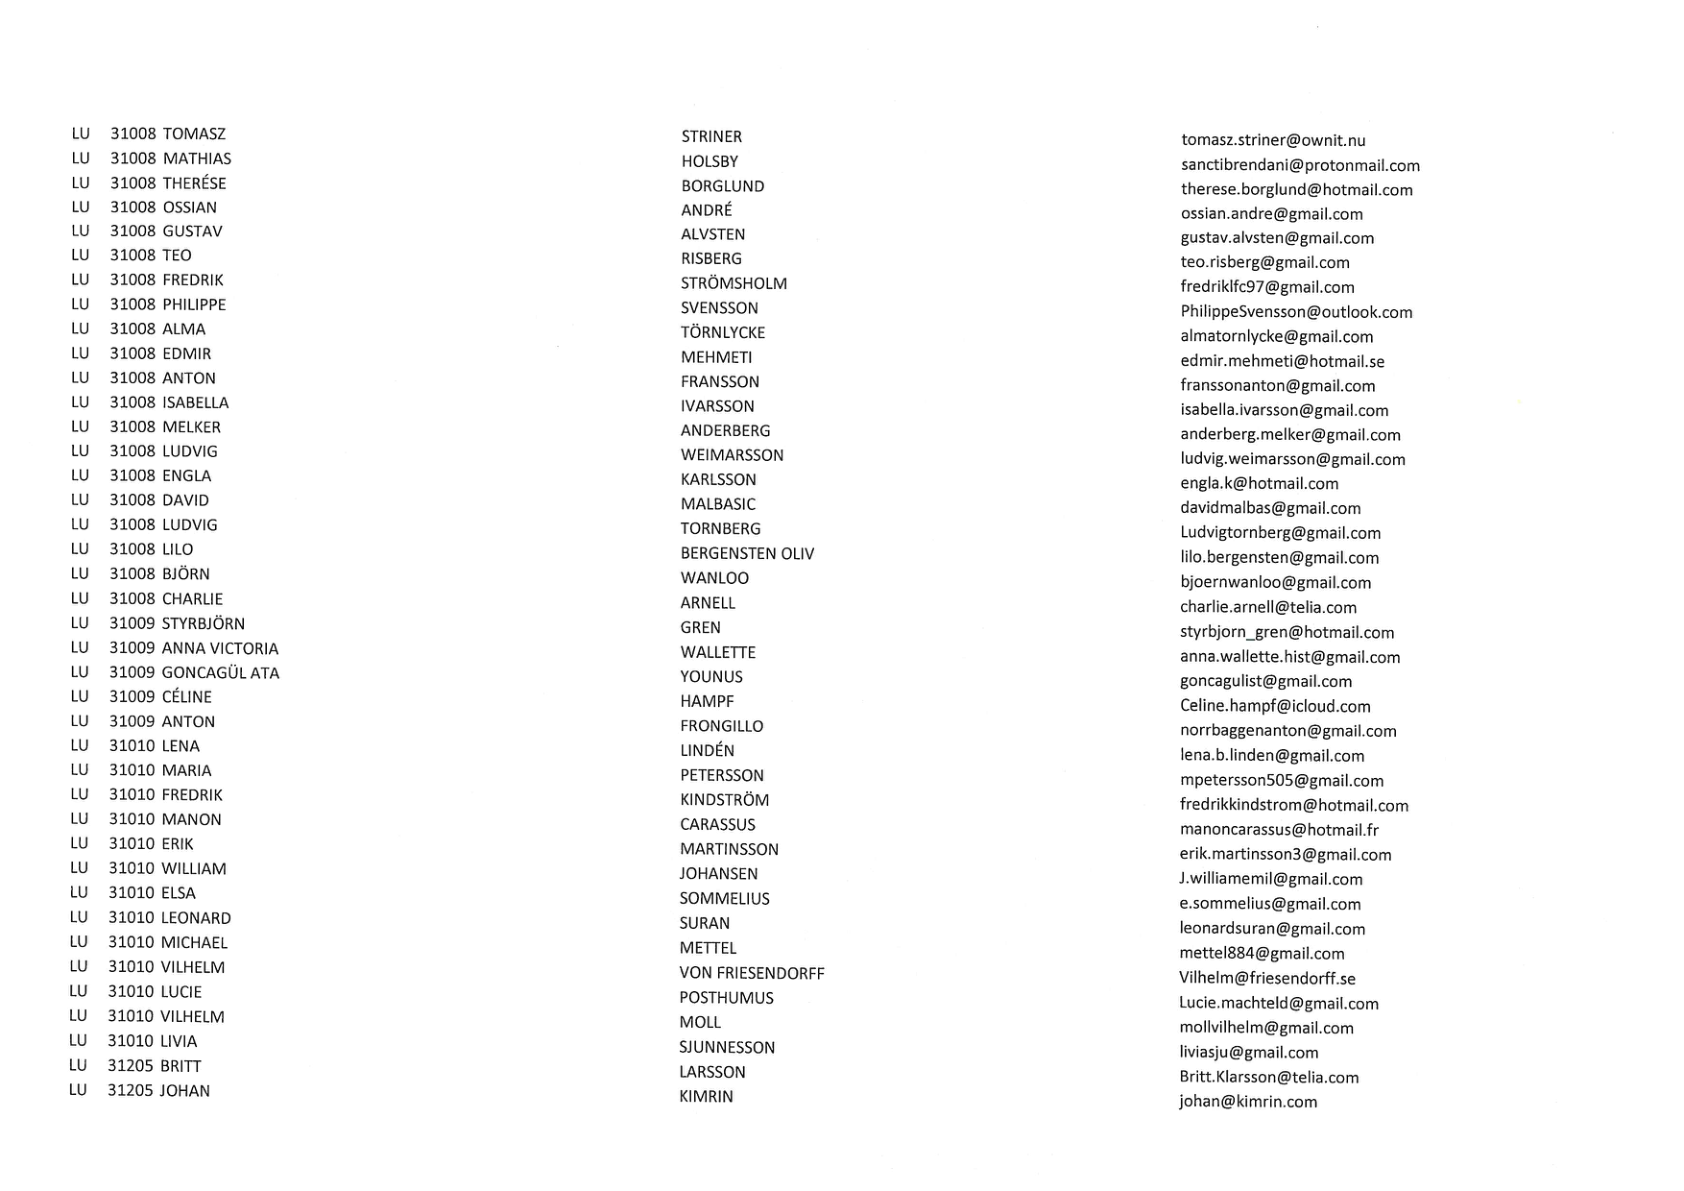 LU 31008 TOMASZ STRINER tomasz.striner@ownit.nu
LU 31008 MATHIAS HOLSBY sanctibrendani@protonmail.com
LU 31008 THERÉSE BORGLUND therese.borglund@hotmail.com
LU 31008 OSSIAN ANDRÉ ossian.andre@gmail.com
LU 31008 GUSTAV ALVSTEN gustav.alvsten@gmail.com
LU 31008 TEO RISBERG teo.risberg@gmail.com
LU 31008 FREDRIK STRÖMSHOLM fredriklfc97@gmail.com
LU 31008 PHILIPPE SVENSSON PhilippeSvensson@outlook.com
LU 31008 ALMA TÖRNLYCKE almatornlycke@gmail.com
LU 31008 EDMIR MEHMETI edmir.mehmeti@hotmail.se
LU 31008 ANTON FRANSSON franssonanton@gmail.com
LU 31008 ISABELLA IVARSSON isabella.ivarsson@gmail.com
LU 31008 MELKER ANDERBERG anderberg.melker@gmail.com
LU 31008 LUDVIG WEIMARSSON ludvig.weimarsson@gmail.com
LU 31008 ENGLA KARLSSON engla.k@hotmail.com
LU 31008 DAVID MALBASIC davidmalbas@gmail.com
LU 31008 LUDVIG TORNBERG Ludvigtornberg@gmail.com
LU 31008 LILO BERGENSTEN OLIV lilo.bergensten@gmail.com
LU 31008 BJÖRN WANLOO bjoernwanloo@gmail.com
LU 31008 CHARLIE ARNELL charlie.arnell@telia.com
LU 31009 STYRBJÖRN GREN styrbjorn_gren@hotmail.com
LU 31009 ANNA VICTORIA WALLETTE anna.wallette.hist@gmail.com
LU 31009 GONCAGÜL ATA YOUNUS goncagulist@gmail.com
LU 31009 CÉLINE HAMPF Celine.hampf@icloud.com
LU 31009 ANTON FRONGILLO norrbaggenanton@gmail.com
LU 31010 LENA LINDÉN lena.b.linden@gmail.com
LU 31010 MARIA PETERSSON mpetersson505@gmail.com
LU 31010 FREDRIK KINDSTRÖM fredrikkindstrom@hotmail.com
LU 31010 MANON CARASSUS manoncarassus@hotmail.fr
LU 31010 ERIK MARTINSSON erik.martinsson3@gmail.com
LU 31010 WILLIAM JOHANSEN J.williamemil@gmail.com
LU 31010 ELSA SOMMELIUS e.sommelius@gmail.com
LU 31010 LEONARD SURAN leonardsuran@gmail.com
LU 31010 MICHAEL METTEL mettel884@gmail.com
LU 31010 VILHELM VON FRIESENDORFF Vilhelm@friesendorff.se
LU 31010 LUCIE POSTHUMUS Lucie.machteld@gmail.com
LU 31010 VILHELM MOLL mollvilhelm@gmail.com
LU 31010 LIVIA SJUNNESSON liviasju@gmail.com
LU 31205 BRITT LARSSON Britt.Klarsson@telia.com
LU 31205 JOHAN KIMRIN johan@kimrin.com